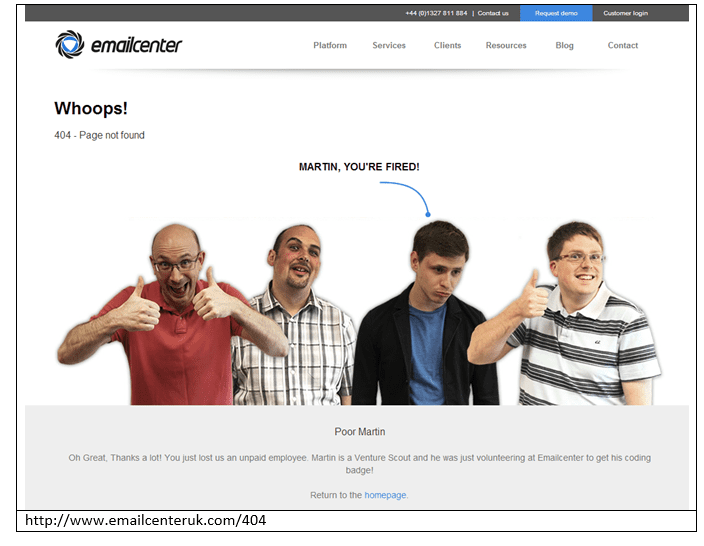 +44 (0)1327 811 884 | Contact us Request demo Customer login
emailcenter Platform Services Clients Resources Blog Contact
Whoops!
404 - Page not found
MARTIN, YOU'RE FIRED!
Poor Martin
Oh Great, Thanks a lot! You just lost us an unpaid employee. Martin is a Venture Scout and he was just volunteering at Emailcenter to get his coding
badge!
Return to the homepage.
http://www.emailcenteruk.com/404